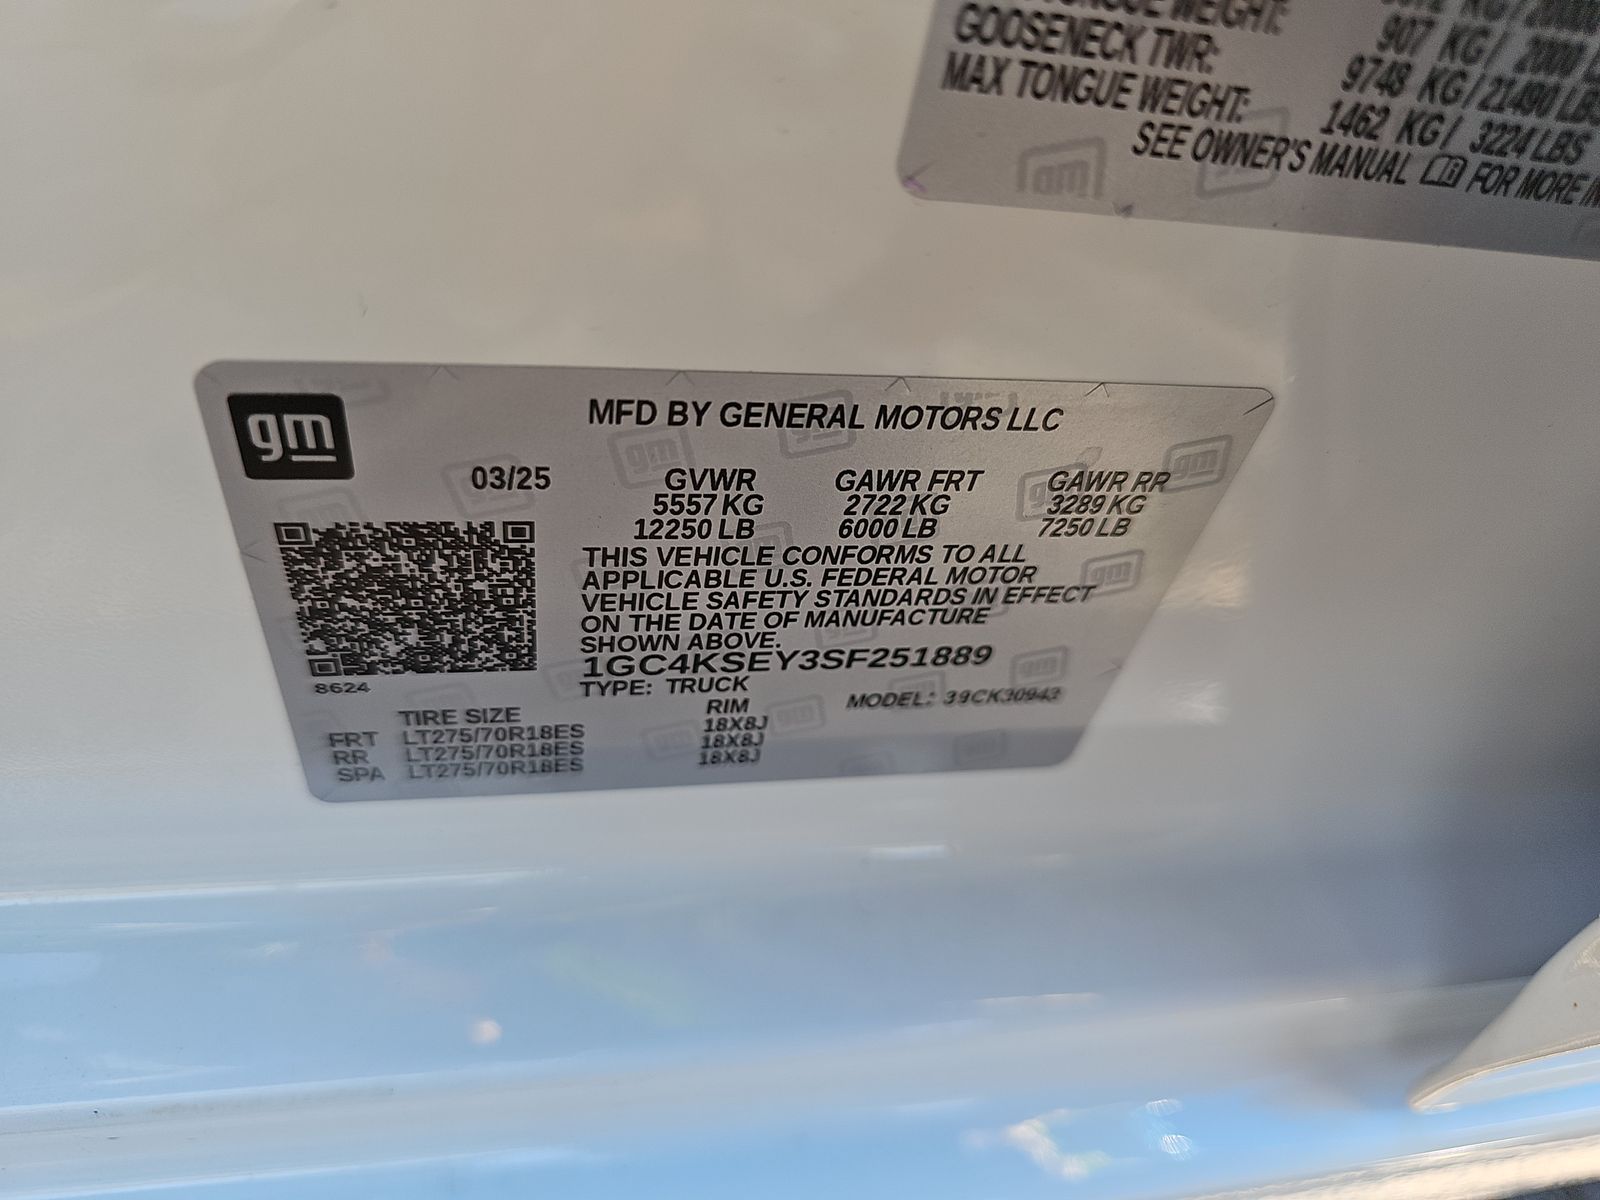 TONGUE WEIGHT:
GOOSENECK TWR:
907 KG / 2000
MAX TONGUE WEIGHT:
9748 KG / 21490 LBS
1462 KG / 3224 LBS
SEE OWNER'S MANUAL FOR MORE
gm
MFD BY GENERAL MOTORS LLC
03/25 GVWR GAWR FRT GAWR RR
5557 KG 2722 KG 3289 KG
12250 LB 6000 LB 7250 LB
THIS VEHICLE CONFORMS TO ALL
APPLICABLE U.S. FEDERAL MOTOR
VEHICLE SAFETY STANDARDS IN EFFECT
ON THE DATE OF MANUFACTURE
SHOWN ABOVE.
1GC4KSEY3SF251889
8624
TYPE: TRUCK MODEL: 39CK30943
TIRE SIZE RIM
FRT LT275/70R18ES 18X8J
RR LT275/70R18ES 18X8J
SPA LT275/70R18ES 18X8J